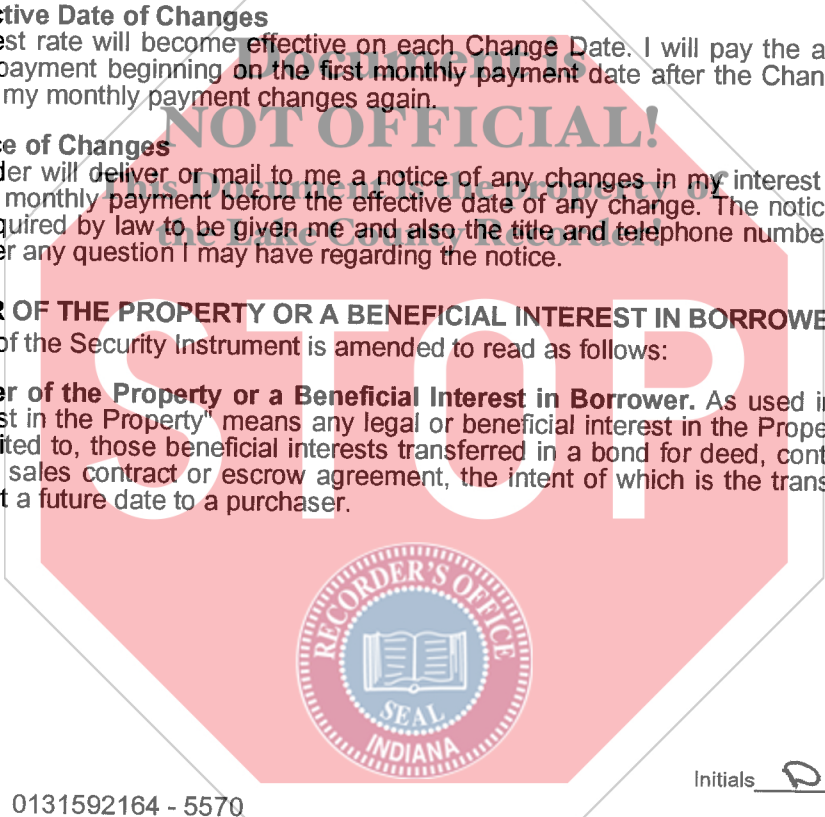 ctive Date of Changes
est rate will become effective on each Change Date. I will pay the a
payment beginning on the first monthly payment date after the Chan
my monthly payment changes again.
Document is
NOT OFFICIAL!
This Document is the property of
the Lake County Recorder!
ce of Changes
der will deliver or mail to me a notice of any changes in my interest
monthly payment before the effective date of any change. The notic
quired by law to be given me and also the title and telephone numbe
er any question I may have regarding the notice.
R OF THE PROPERTY OR A BENEFICIAL INTEREST IN BORROWE
of the Security Instrument is amended to read as follows:
er of the Property or a Beneficial Interest in Borrower. As used in
st in the Property" means any legal or beneficial interest in the Prope
ited to, those beneficial interests transferred in a bond for deed, cont
sales contract or escrow agreement, the intent of which is the trans
t a future date to a purchaser.
STOP
RECORDER'S OFFICE
SEAL
INDIANA
Initials
0131592164 - 5570